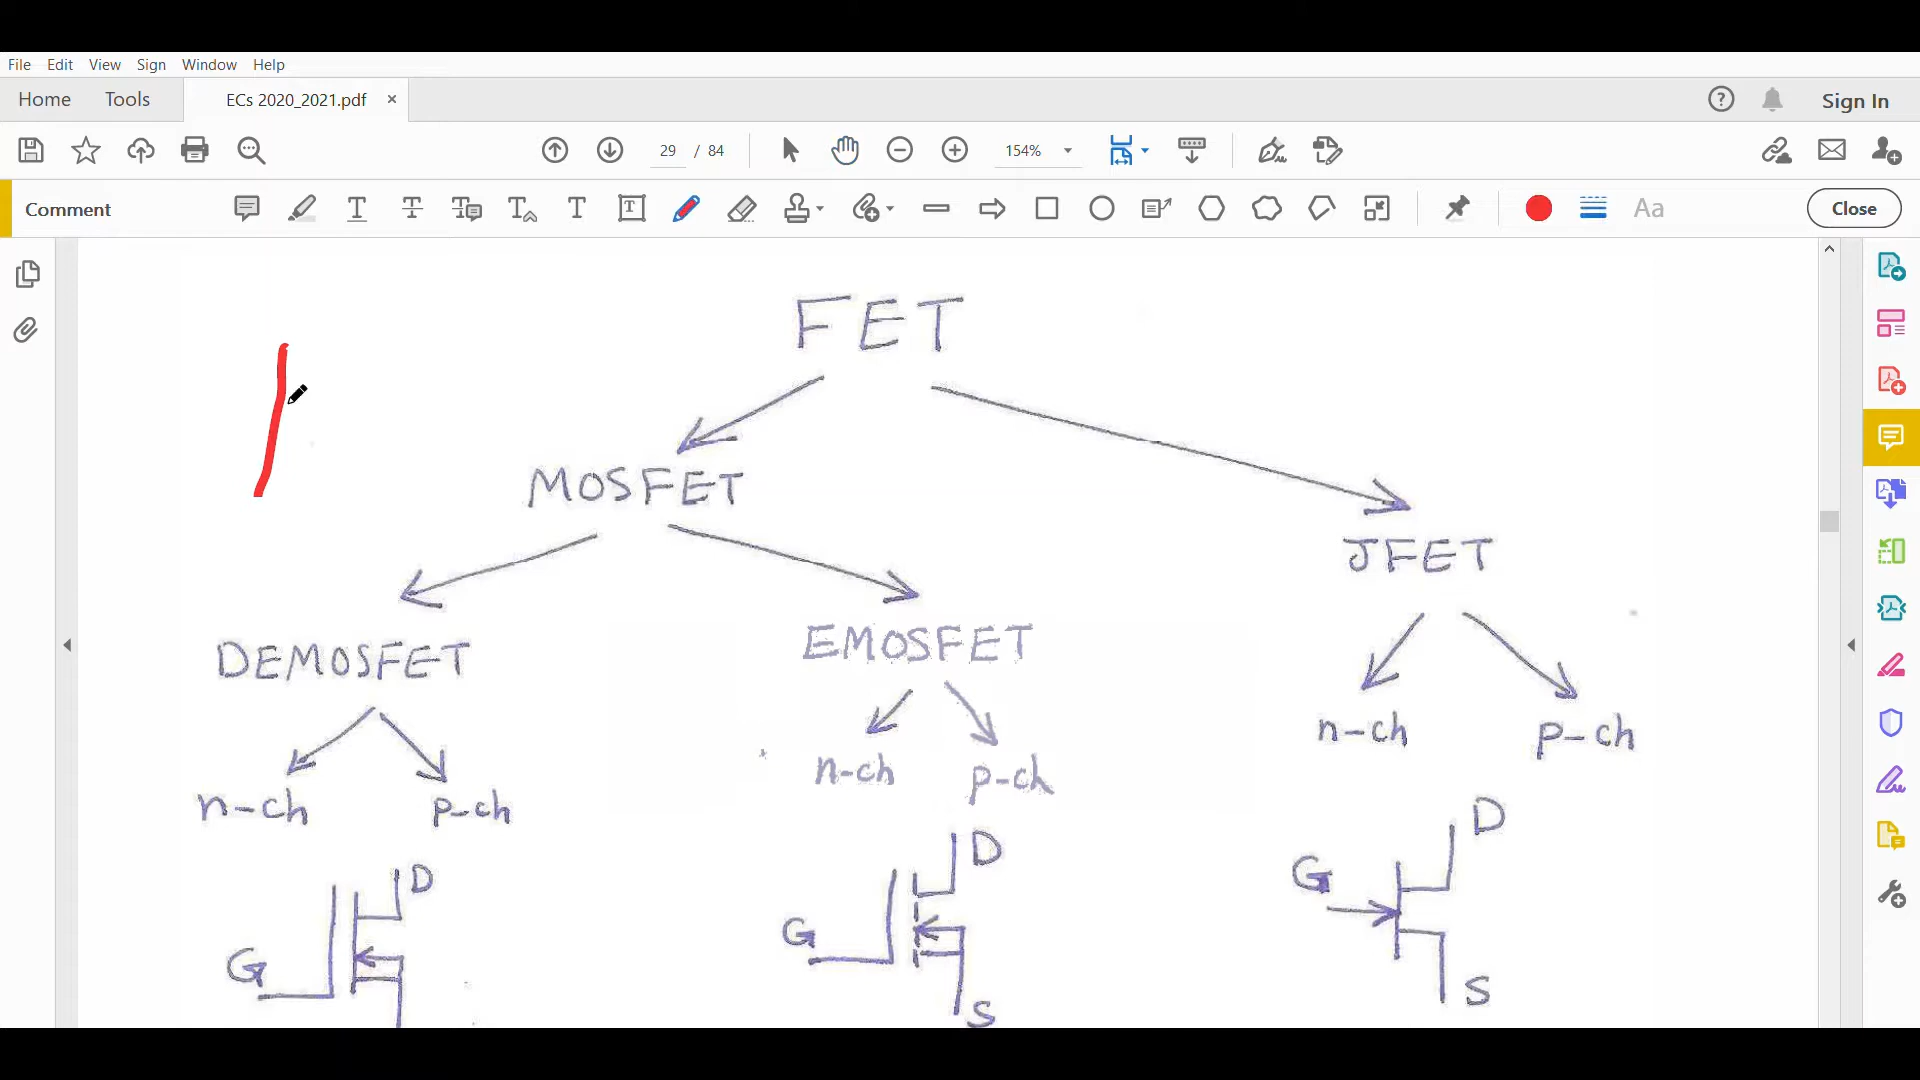 File Edit View Sign Window Help
Home Tools ECs 2020_2021.pdf × Sign In
29 / 84 154%
Comment Aa Close
FET
MOSFET
JFET
DEMOSFET
EMOSFET
n-ch p-ch
n-ch p-ch
n-ch p-ch
D
G
D
G
S
D
G
S